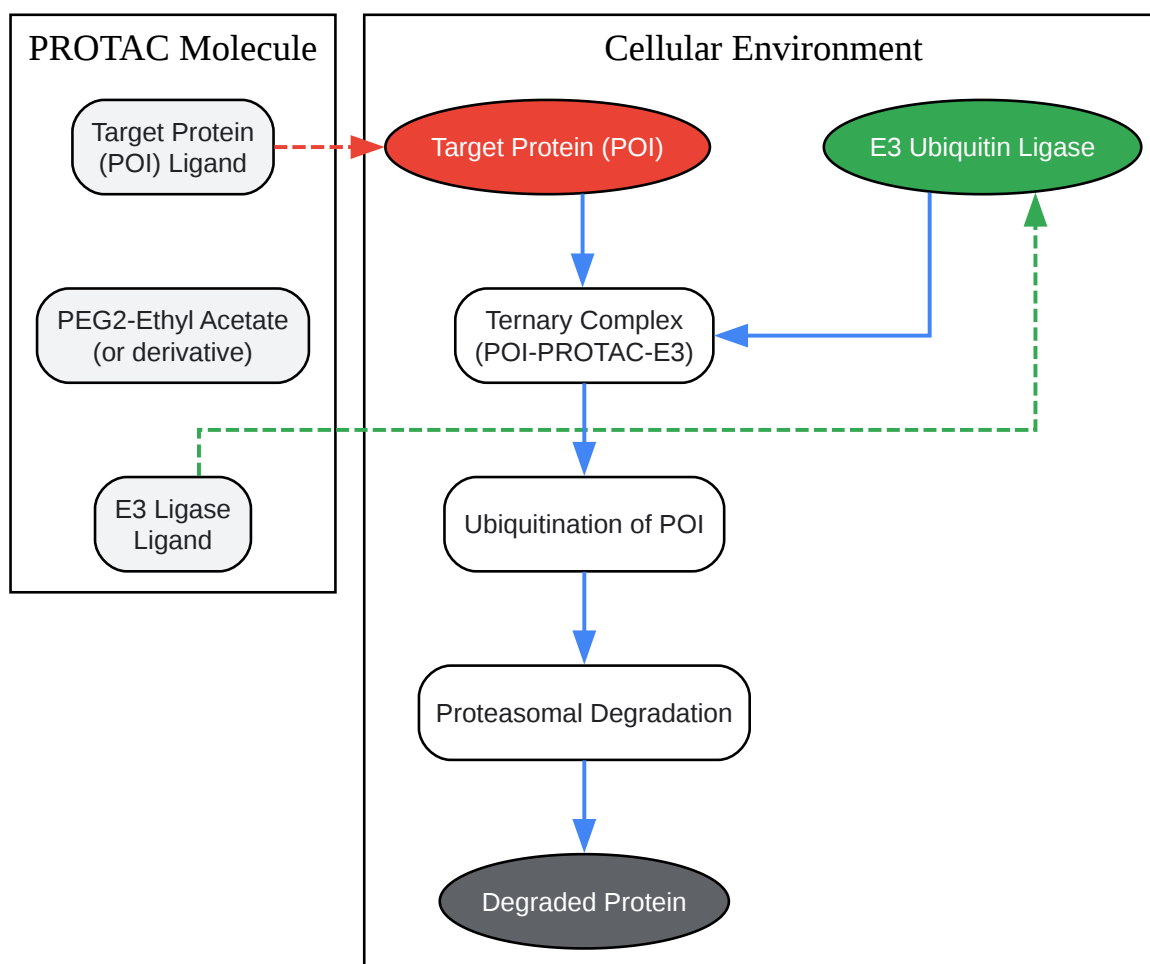 PROTAC Molecule
Cellular Environment
Target Protein
(POI) Ligand
Target Protein (POI)
E3 Ubiquitin Ligase
PEG2-Ethyl Acetate
(or derivative)
Ternary Complex
(POI-PROTAC-E3)
E3 Ligase
Ligand
Ubiquitination of POI
Proteasomal Degradation
Degraded Protein